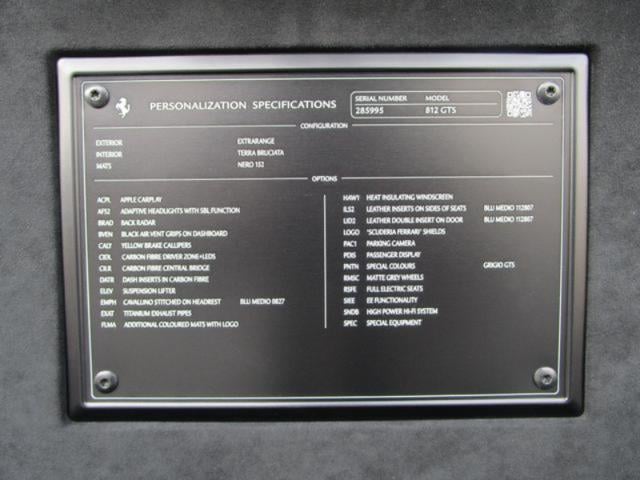 PERSONALIZATION SPECIFICATIONS
SERIAL NUMBER MODEL
285995 812 GTS
CONFIGURATION
EXTERIOR EXTRARANGE
INTERIOR TERRA BRUCIATA
MATS NERO 152
OPTIONS
ACPL APPLE CARPLAY
AFS2 ADAPTIVE HEADLIGHTS WITH SBL FUNCTION
BRAD BACK RADAR
BVEN BLACK AIR VENT GRIPS ON DASHBOARD
CALY YELLOW BRAKE CALLIPERS
CIDL CARBON FIBRE DRIVER ZONE+LEDS
CILR CARBON FIBRE CENTRAL BRIDGE
DATR DASH INSERTS IN CARBON FIBRE
ELEV SUSPENSION LIFTER
EMPH CAVALLINO STITCHED ON HEADREST BLU MEDIO 0827
EXAT TITANIUM EXHAUST PIPES
FLMA ADDITIONAL COLOURED MATS WITH LOGO
HAW1 HEAT INSULATING WINDSCREEN
ILS2 LEATHER INSERTS ON SIDES OF SEATS BLU MEDIO 112807
LID2 LEATHER DOUBLE INSERT ON DOOR BLU MEDIO 112807
LOGO "SCUDERIA FERRARI" SHIELDS
PAC1 PARKING CAMERA
PDIS PASSENGER DISPLAY
PNTH SPECIAL COLOURS GRIGIO GTS
RMSC MATTE GREY WHEELS
RSFE FULL ELECTRIC SEATS
SIEE EE FUNCTIONALITY
SNDB HIGH POWER HI-FI SYSTEM
SPEC SPECIAL EQUIPMENT